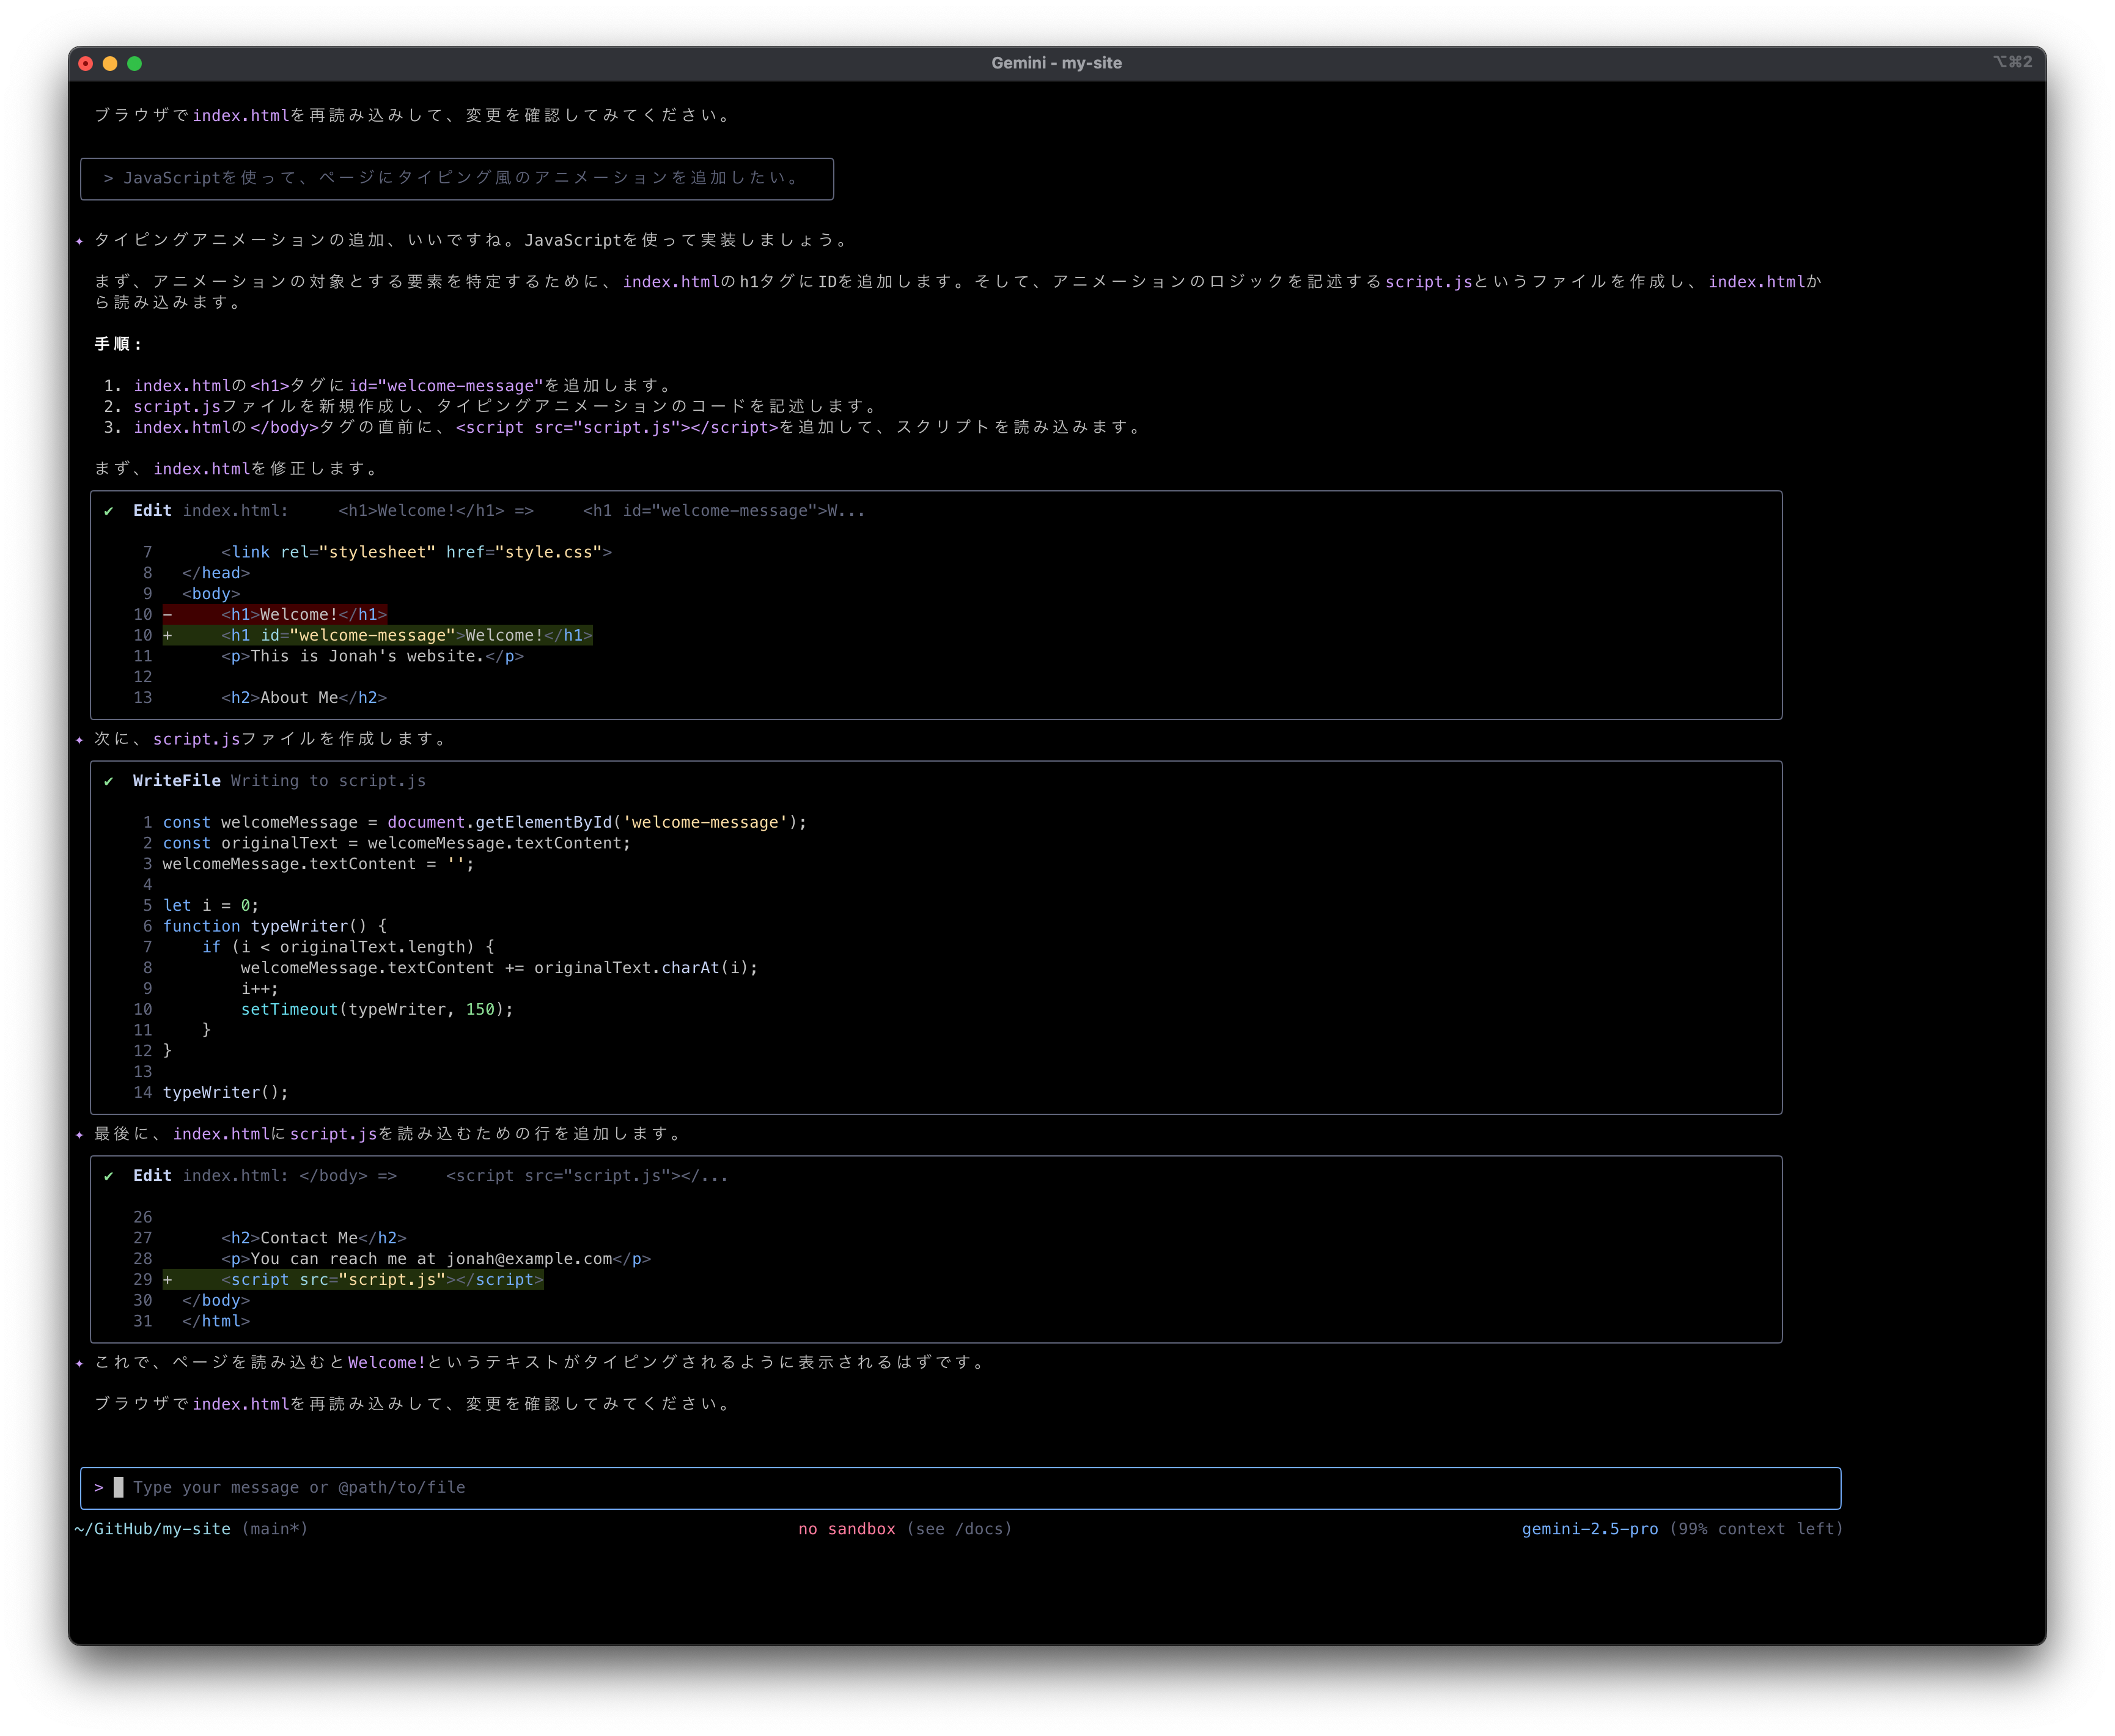 Gemini - my-site
⌥⌘2
ブラウザでindex.htmlを再読み込みして、変更を確認してみてください。
> JavaScriptを使って、ページにタイピング風のアニメーションを追加したい。
✦ タイピングアニメーションの追加、いいですね。JavaScriptを使って実装しましょう。
まず、アニメーションの対象とする要素を特定するために、index.htmlのh1タグにIDを追加します。そして、アニメーションのロジックを記述するscript.jsというファイルを作成し、index.htmlか
ら読み込みます。
手順：
1. index.htmlの<h1>タグにid="welcome-message"を追加します。
2. script.jsファイルを新規作成し、タイピングアニメーションのコードを記述します。
3. index.htmlの</body>タグの直前に、<script src="script.js"></script>を追加して、スクリプトを読み込みます。
まず、index.htmlを修正します。
✔ Edit index.html:     <h1>Welcome!</h1> =>     <h1 id="welcome-message">W...
7       <link rel="stylesheet" href="style.css">
8   </head>
9   <body>
10 -     <h1>Welcome!</h1>
10 +     <h1 id="welcome-message">Welcome!</h1>
11       <p>This is Jonah's website.</p>
12
13       <h2>About Me</h2>
✦ 次に、script.jsファイルを作成します。
✔ WriteFile Writing to script.js
1 const welcomeMessage = document.getElementById('welcome-message');
2 const originalText = welcomeMessage.textContent;
3 welcomeMessage.textContent = '';
4
5 let i = 0;
6 function typeWriter() {
7     if (i < originalText.length) {
8         welcomeMessage.textContent += originalText.charAt(i);
9         i++;
10         setTimeout(typeWriter, 150);
11     }
12 }
13
14 typeWriter();
✦ 最後に、index.htmlにscript.jsを読み込むための行を追加します。
✔ Edit index.html: </body> =>     <script src="script.js"></...
26
27       <h2>Contact Me</h2>
28       <p>You can reach me at jonah@example.com</p>
29 +     <script src="script.js"></script>
30   </body>
31   </html>
✦ これで、ページを読み込むとWelcome!というテキストがタイピングされるように表示されるはずです。
ブラウザでindex.htmlを再読み込みして、変更を確認してみてください。
> Type your message or @path/to/file
~/GitHub/my-site (main*)
no sandbox (see /docs)
gemini-2.5-pro (99% context left)